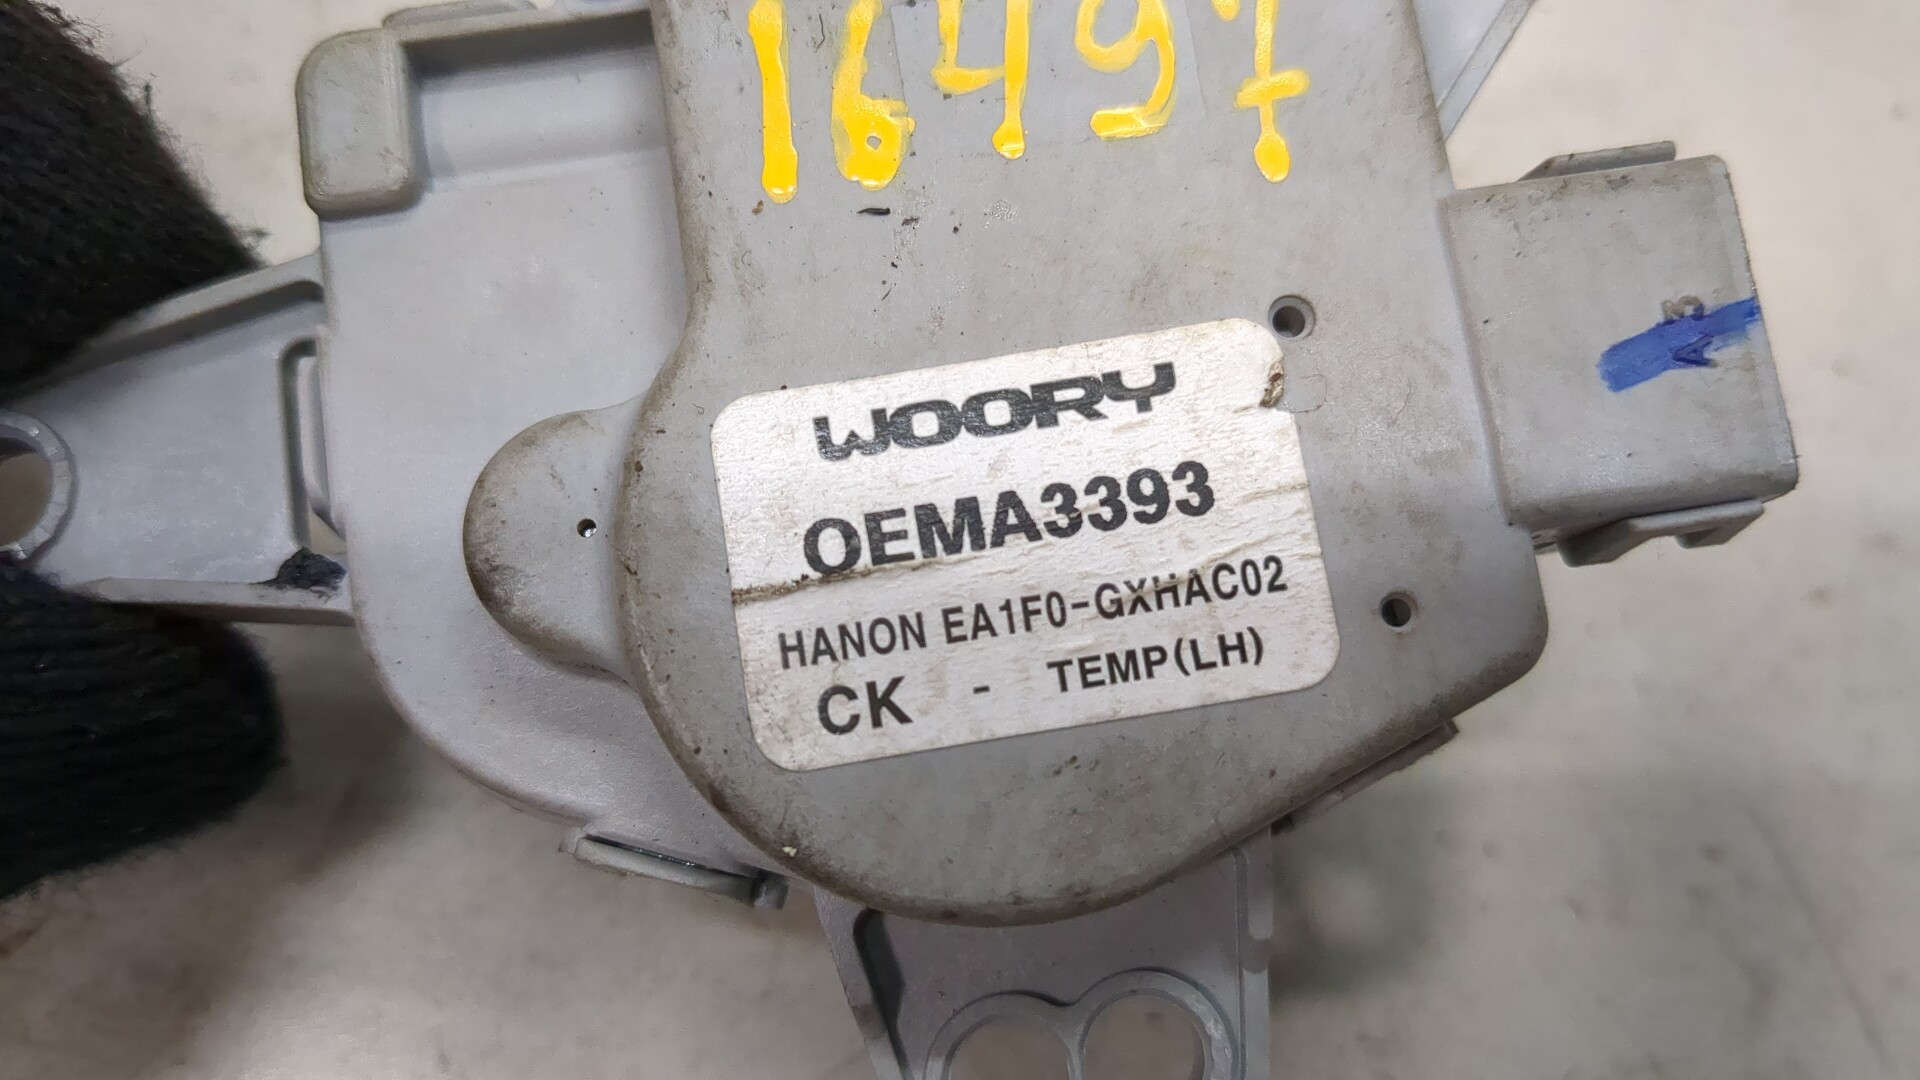 16497
WOORY
OEMA3393
HANON EA1F0-GXHAC02
CK - TEMP(LH)